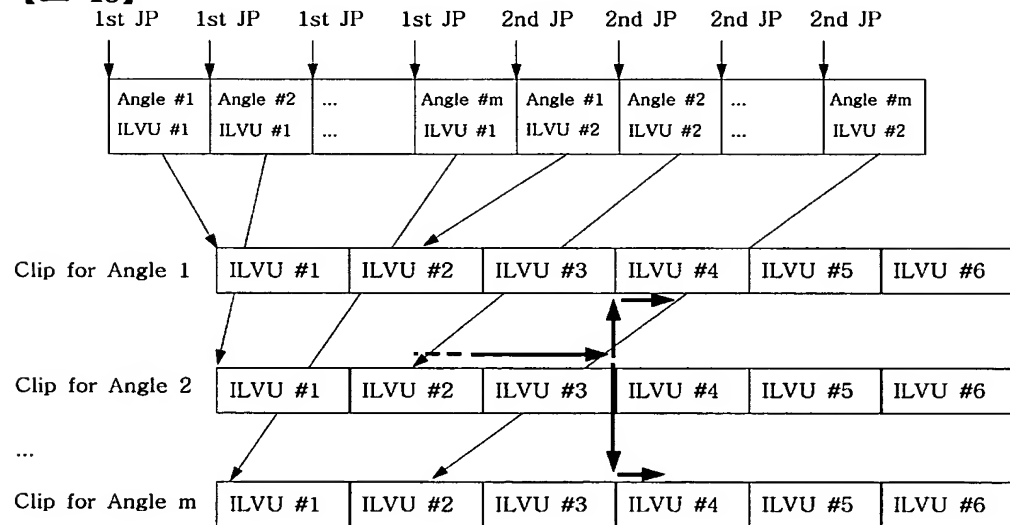 1st JP 1st JP 1st JP 1st JP 2nd JP 2nd JP 2nd JP 2nd JP
Angle #1 Angle #2 ... Angle #m Angle #1 Angle #2 ... Angle #m
ILVU #1 ILVU #1 ... ILVU #1 ILVU #2 ILVU #2 ... ILVU #2
Clip for Angle 1 ILVU #1 ILVU #2 ILVU #3 ILVU #4 ILVU #5 ILVU #6
Clip for Angle 2 ILVU #1 ILVU #2 ILVU #3 ILVU #4 ILVU #5 ILVU #6
...
Clip for Angle m ILVU #1 ILVU #2 ILVU #3 ILVU #4 ILVU #5 ILVU #6